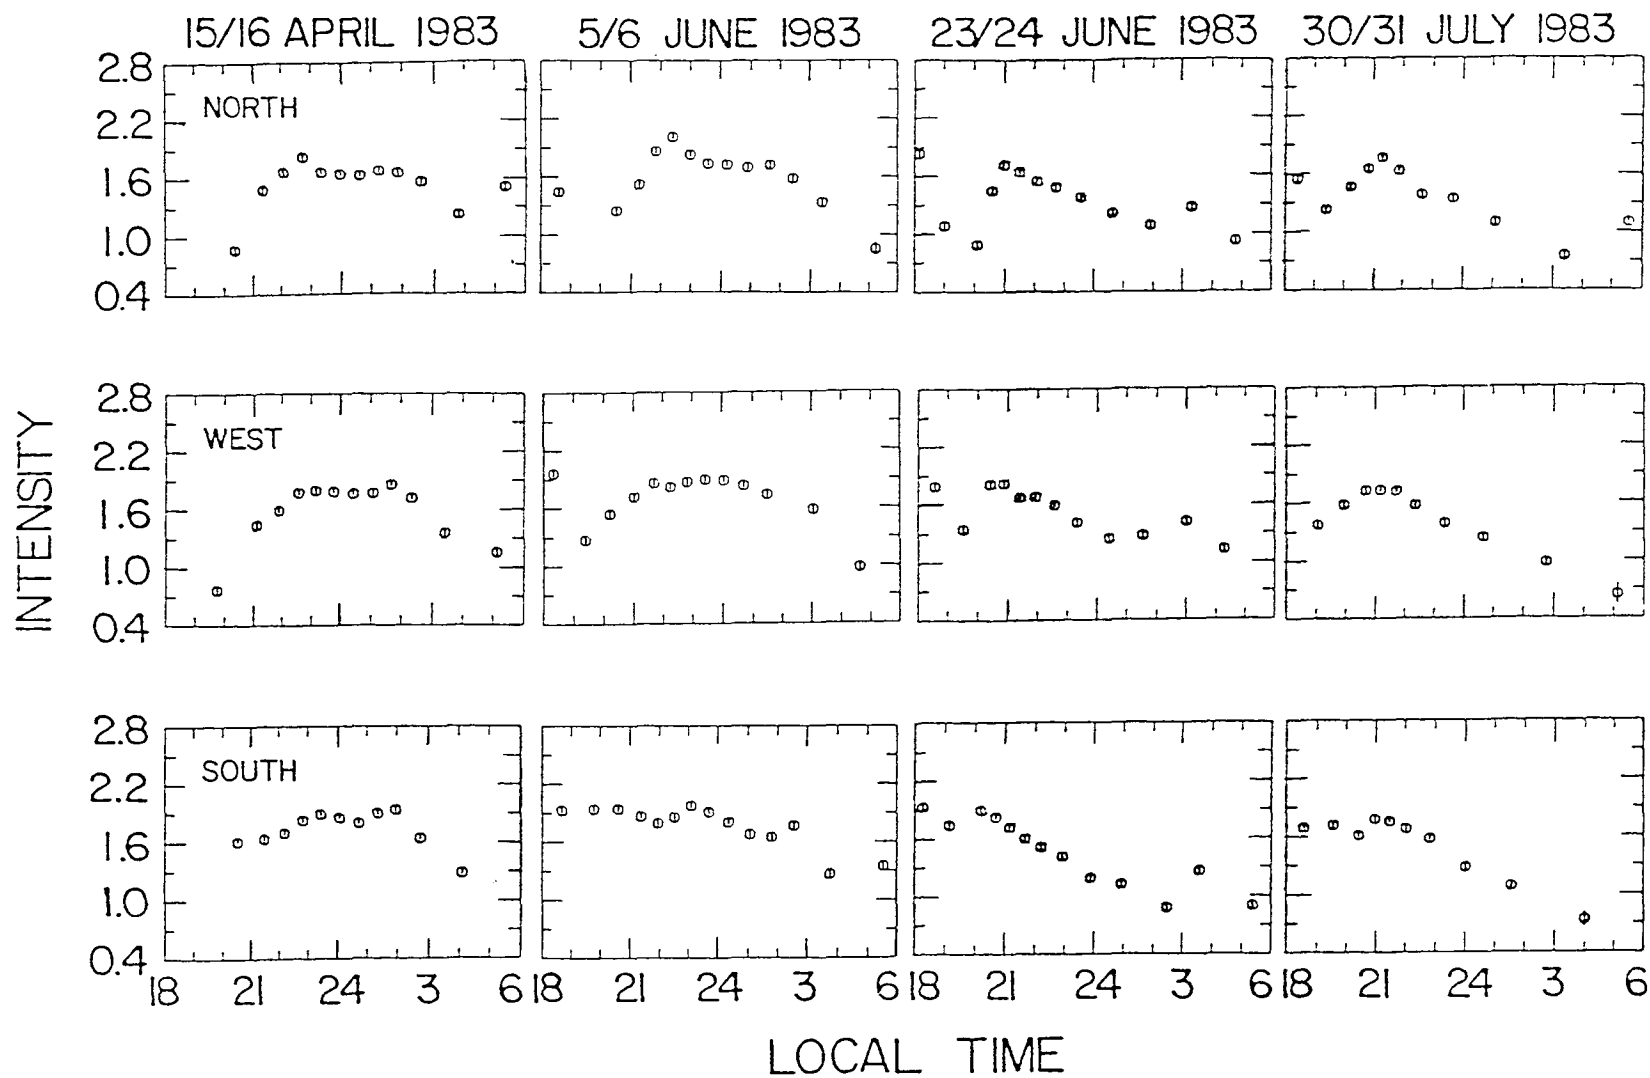 15/16 APRIL 1983 5/6 JUNE 1983 23/24 JUNE 1983 30/31 JULY 1983
2.8
NORTH
2.2
1.6
1.0
0.4
2.8
WEST
2.2
1.6
1.0
0.4
INTENSITY
2.8
SOUTH
2.2
1.6
1.0
0.4
18 21 24 3 6 18 21 24 3 6 18 21 24 3 6 18 21 24 3 6
LOCAL TIME